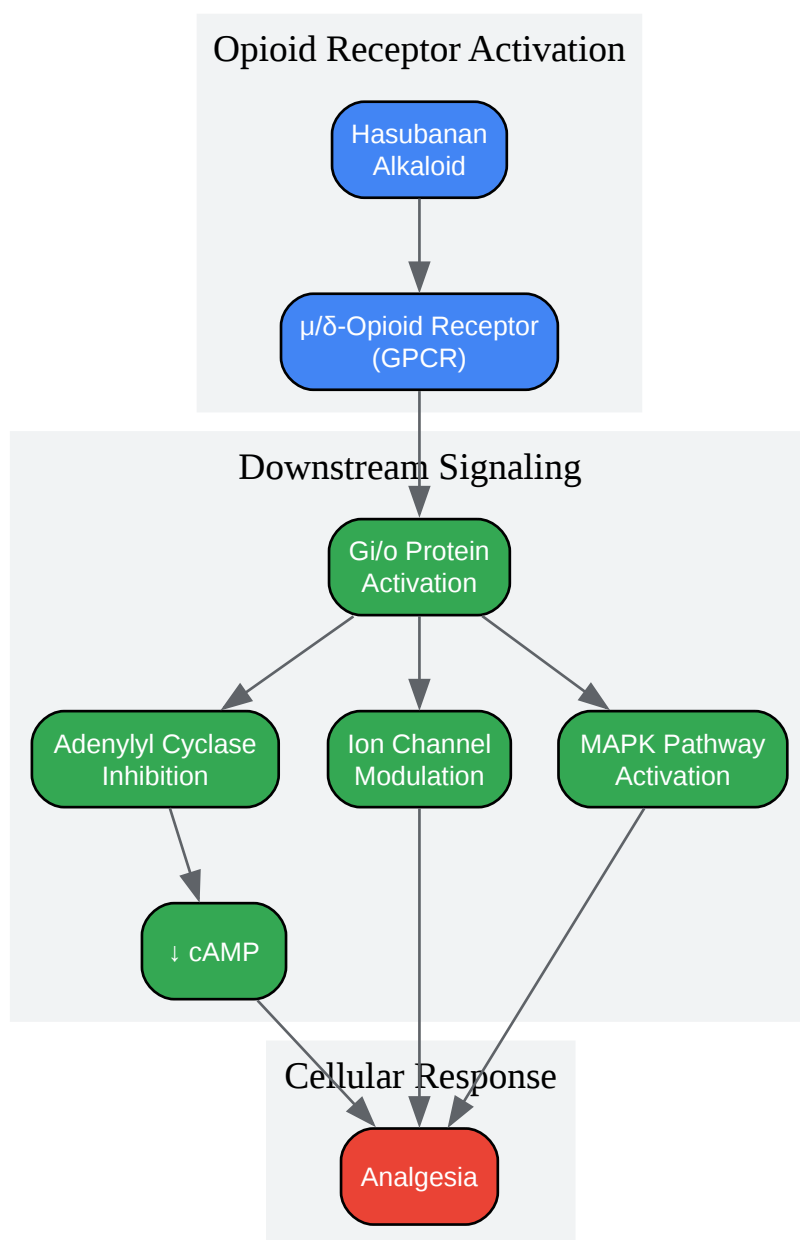 Opioid Receptor Activation
Hasubanan
Alkaloid
μ/δ-Opioid Receptor
(GPCR)
Downstream Signaling
Gi/o Protein
Activation
Adenylyl Cyclase
Inhibition
Ion Channel
Modulation
MAPK Pathway
Activation
↓ cAMP
Cellular Response
Analgesia